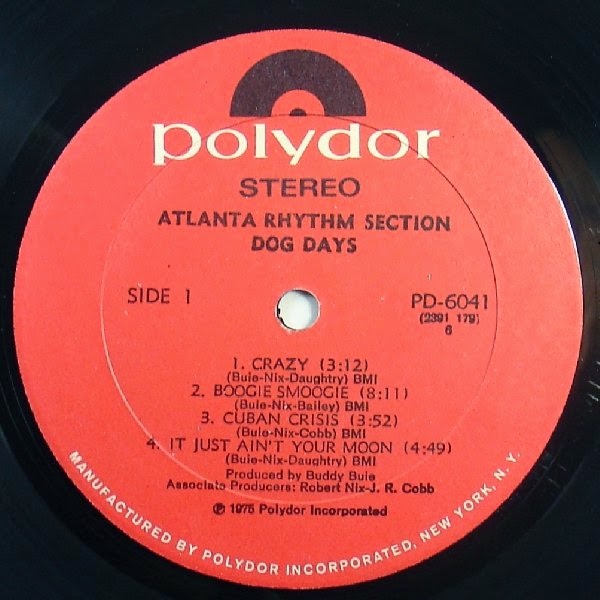 polydor
STEREO
ATLANTA RHYTHM SECTION
DOG DAYS
SIDE 1
PD-6041
(2391 179)
6
1. CRAZY (3:12)
(Buie-Nix-Daughtry) BMI
2. BOOGIE SMOOGIE (8:11)
(Buie-Nix-Bailey) BMI
3. CUBAN CRISIS (3:52)
(Buie-Nix-Cobb) BMI
4. IT JUST AIN'T YOUR MOON (4:49)
(Buie-Nix-Daughtry) BMI
Produced by Buddy Buie
Associate Producers: Robert Nix-J. R. Cobb
℗ 1975 Polydor Incorporated
MANUFACTURED BY POLYDOR INCORPORATED, NEW YORK, N. Y.